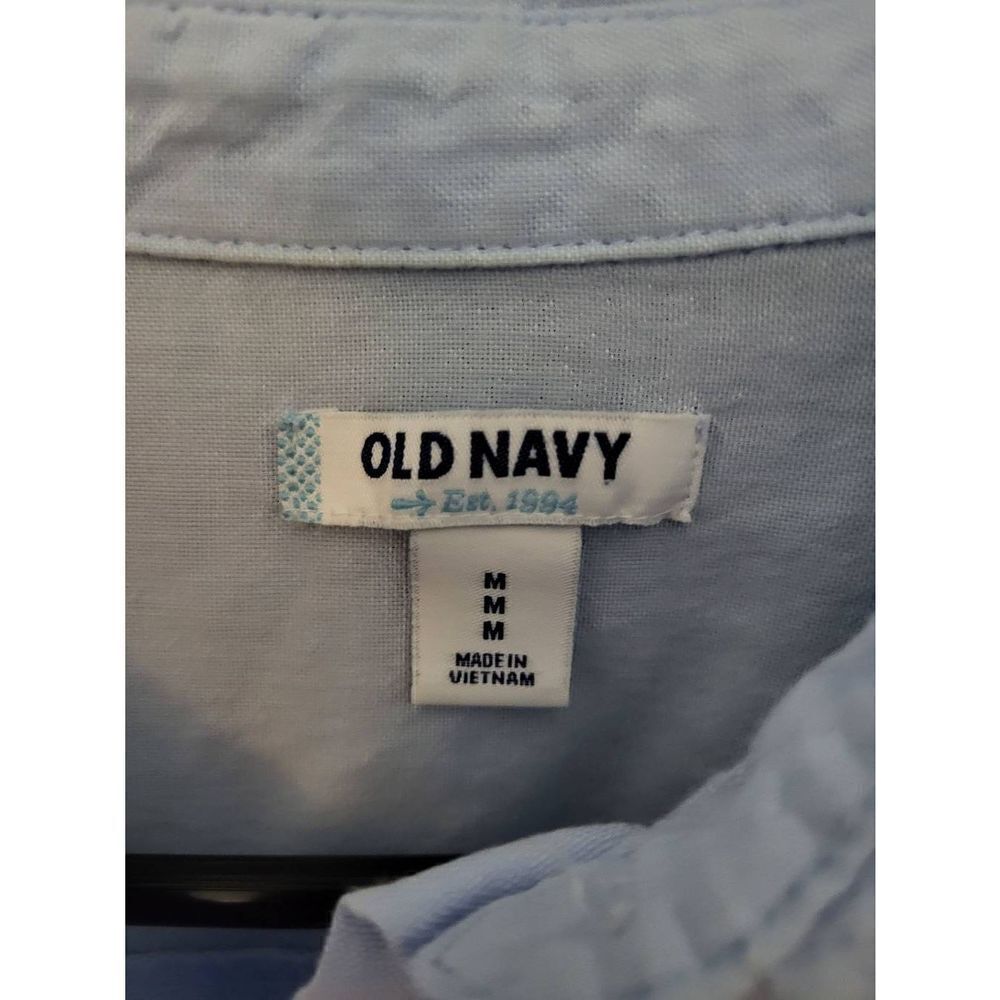 OLD NAVY
Est. 1994
M
M
M
MADE IN
VIETNAM